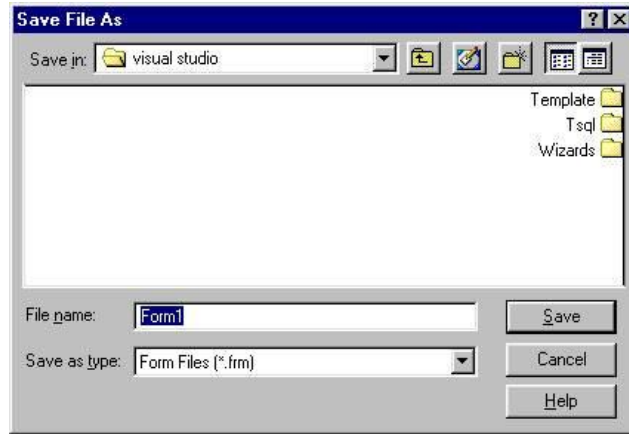 Save File As
Save in: visual studio
Template
Tsql
Wizards
File name: Form1 Save
Save as type: Form Files (*.frm) Cancel
Help